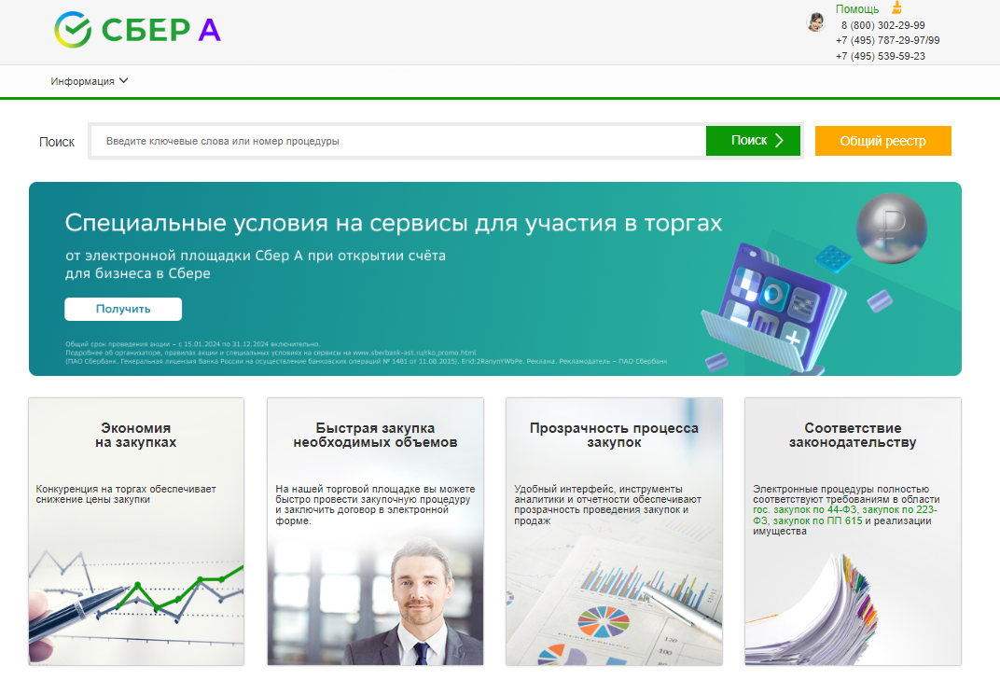 СБЕР А
Помощь
8 (800) 302-29-99
+7 (495) 787-29-97/99
+7 (495) 539-59-23
Информация
Поиск
Введите ключевые слова или номер процедуры
Поиск
Общий реестр
Специальные условия на сервисы для участия в торгах
от электронной площадки Сбер А при открытии счёта
для бизнеса в Сбере
Получить
Общий срок проведения акции – с 15.01.2024 по 31.12.2024 включительно.
Подробнее об организаторе, правилах акции и специальных условиях на сервисы на www.sberbank-ast.ru/rko_promo.html
(ПАО Сбербанк. Генеральная лицензия Банка России на осуществление банковских операций № 1481 от 11.08.2015). Erid:2RanynYWbPe. Реклама. Рекламодатель – ПАО Сбербанк
Экономия
на закупках
Конкуренция на торгах обеспечивает
снижение цены закупки
Быстрая закупка
необходимых объемов
На нашей торговой площадке вы можете
быстро провести закупочную процедуру
и заключить договор в электронной
форме.
Прозрачность процесса
закупок
Удобный интерфейс, инструменты
аналитики и отчетности обеспечивают
прозрачность проведения закупок и
продаж
120
100
Соответствие
законодательству
Электронные процедуры полностью
соответствуют требованиям в области
гос. закупок по 44-ФЗ, закупок по 223-
ФЗ, закупок по ПП 615 и реализации
имущества